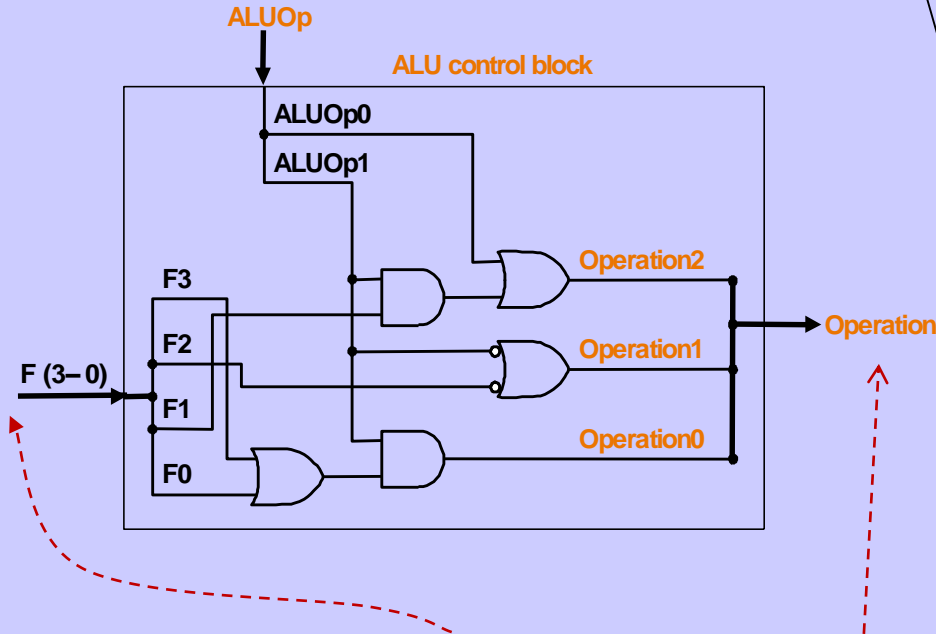 ALUOp
ALU control block
ALUOp0
ALUOp1
F3
Operation2
F2
Operation1
Operation
F (3–0)
F1
Operation0
F0